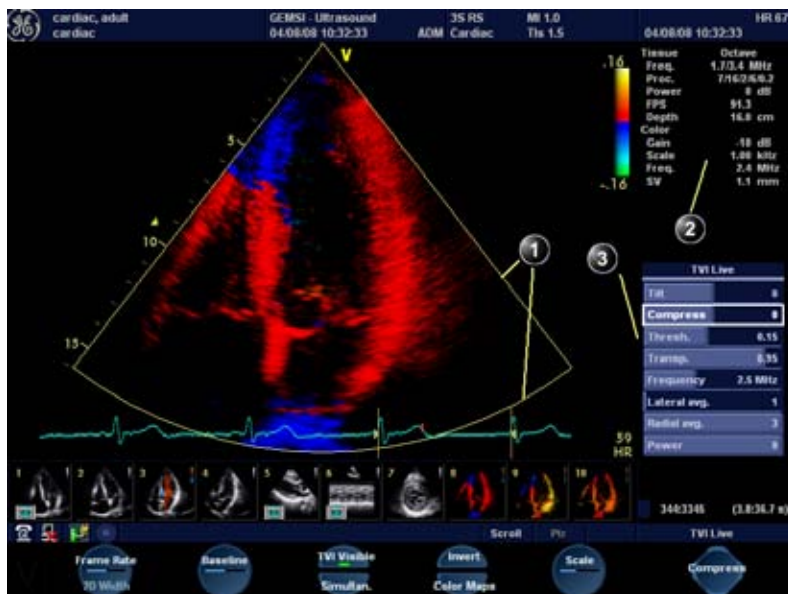 cardiac, adult GEMSI - Ultrasound 3S RS MI 1.0 HR 67
cardiac 04/08/08 10:32:33 AOM Cardiac TIs 1.5 04/08/08 10:32:33
V
.16
-.16
5
10
15
Tissue Octave
Freq. 1.7/3.4 MHz
Proc. 7/16/2/6/0.2
Power 0 dB
FPS 91.3
Depth 16.0 cm
Color
Gain -10 dB
Scale 1.00 kHz
Freq. 2.4 MHz
SV 1.1 mm
1
2
3
TVI Live
Tilt 0
Compress 0
Thresh. 0.15
Transp. 0.95
Frequency 2.5 MHz
Lateral avg. 1
Radial avg. 3
Power 0
59
HR
1 2 3 4 5 6 7 8 9 10
344:3346 (3.8:36.7 s)
Scroll TVI Live
Frame Rate Baseline TVI Visible Invert Scale Compress
2D Width Simultan. Color Maps